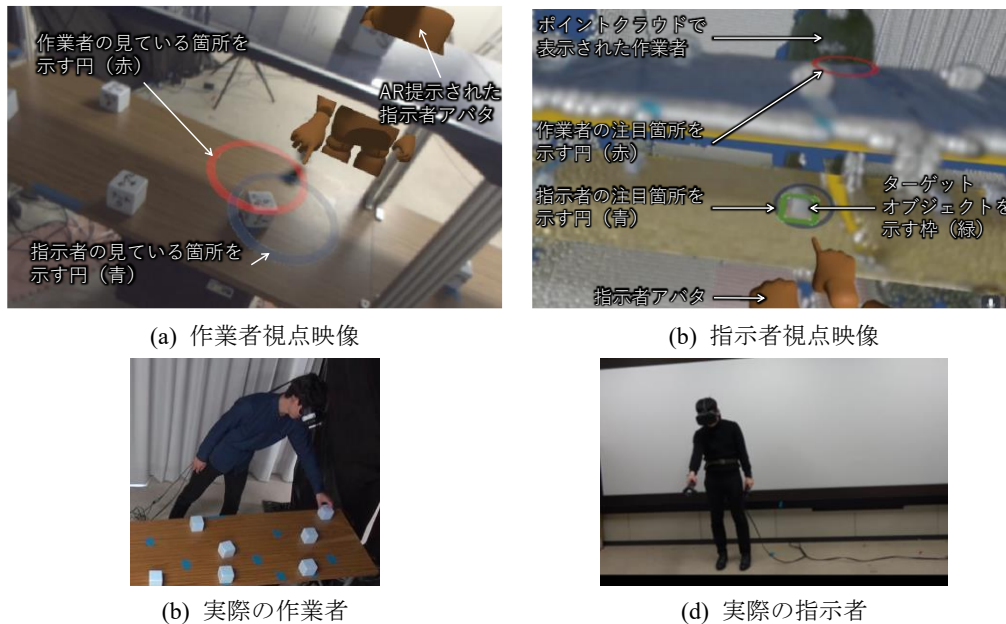 作業者の見ている箇所を
示す円（赤）
AR提示された
指示者アバタ
指示者の見ている箇所を
示す円（青）
ポイントクラウドで
表示された作業者
作業者の注目箇所を
示す円（赤）
指示者の注目箇所を
示す円（青）
ターゲット
オブジェクトを
示す枠（緑）
指示者アバタ
(a) 作業者視点映像
(b) 指示者視点映像
(b) 実際の作業者
(d) 実際の指示者